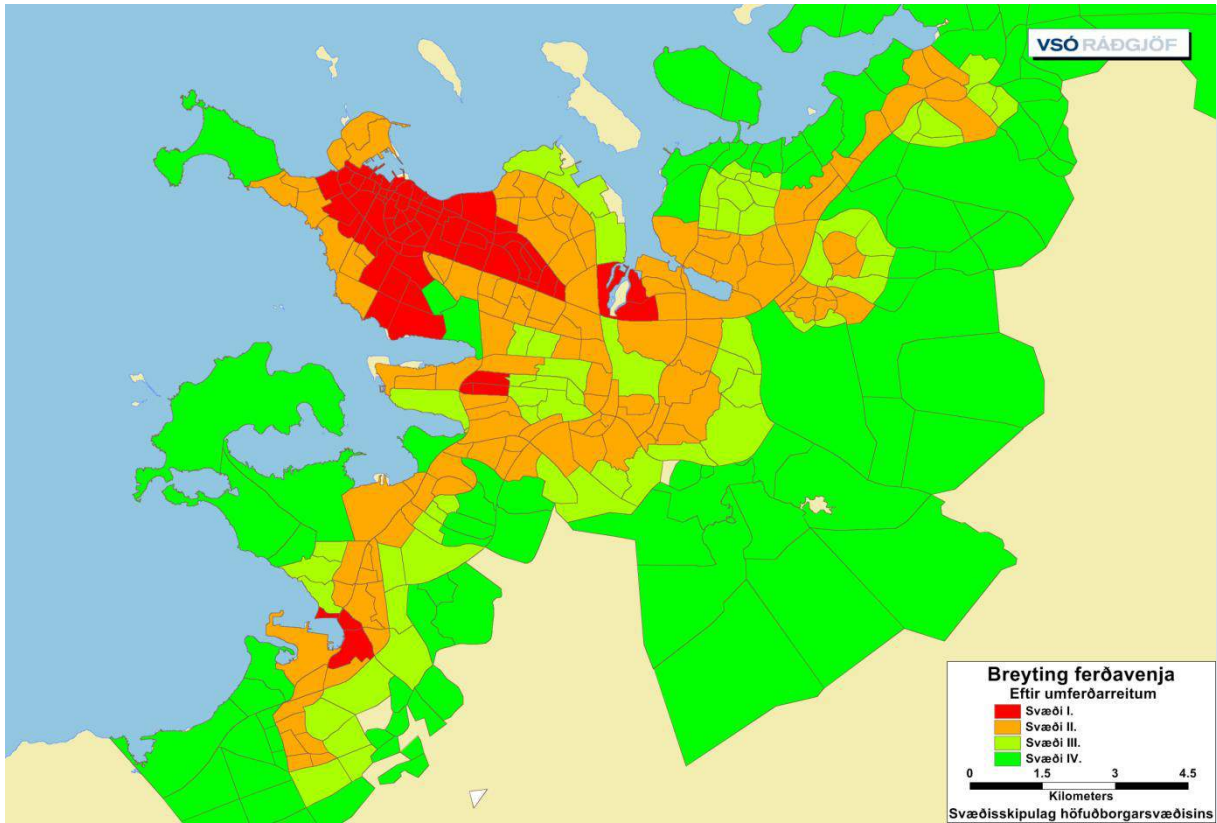 VSÓ RÁÐGJÖF
Breyting ferðavenja
Eftir umferðarreitum
Svæði I.
Svæði II.
Svæði III.
Svæði IV.
0 1.5 3 4.5
Kilometers
Svæðisskipulag höfuðborgarsvæðisins